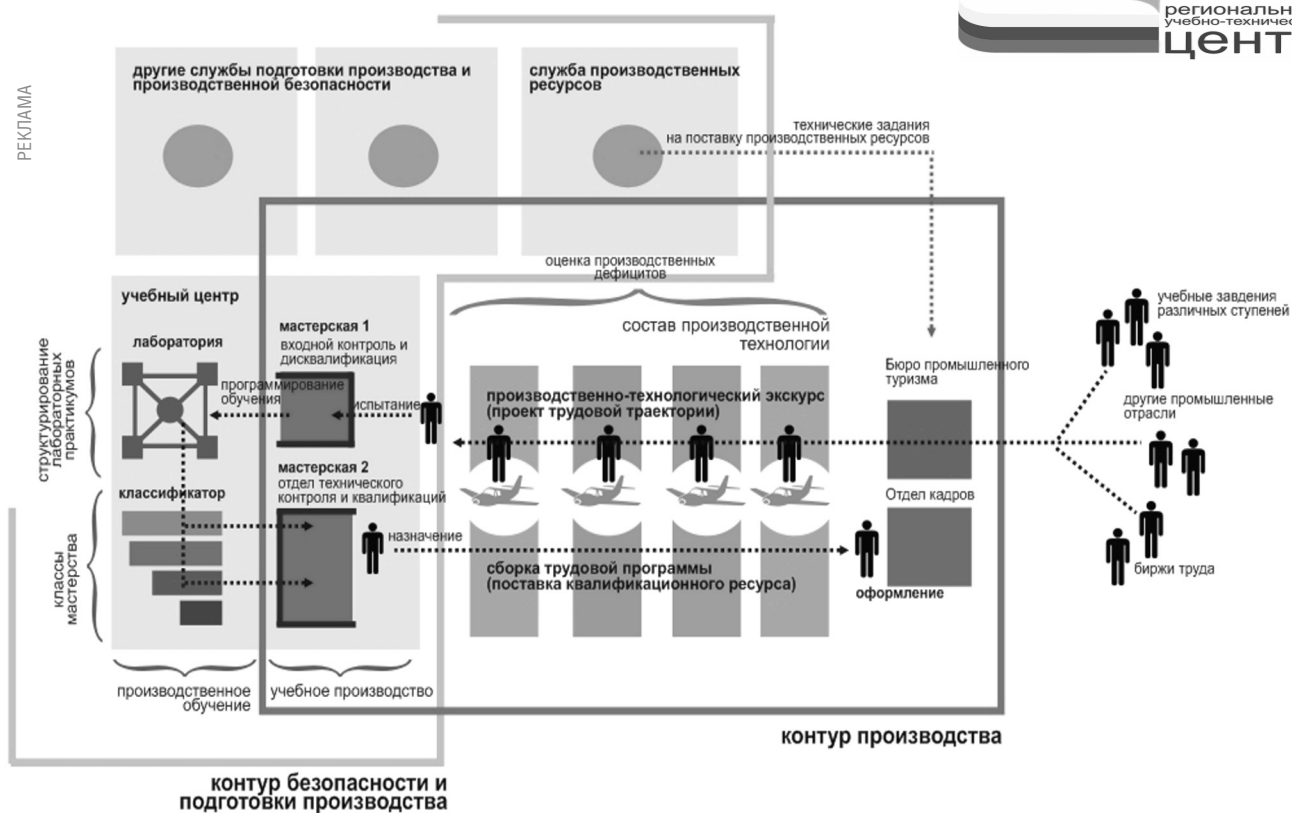 РЕКЛАМА
региональн
учебно-техничес
цент
другие службы подготовки производства и
производственной безопасности
служба производственных
ресурсов
технические задания
на поставку производственных ресурсов
оценка производственных
дефицитов
учебный центр
лаборатория
структурирование
лабораторных
практикумов
программирование
обучения
мастерская 1
входной контроль и
дисквалификация
испытание
состав производственной
технологии
производственно-технологический экскурс
(проект трудовой траектории)
Бюро промышленного
туризма
учебные завдения
различных ступеней
другие промышленные
отрасли
биржи труда
классификатор
классы
мастерства
мастерская 2
отдел технического
контроля и квалификаций
назначение
сборка трудовой программы
(поставка квалификационного ресурса)
Отдел кадров
оформление
производственное
обучение
учебное производство
контур производства
контур безопасности и
подготовки производства